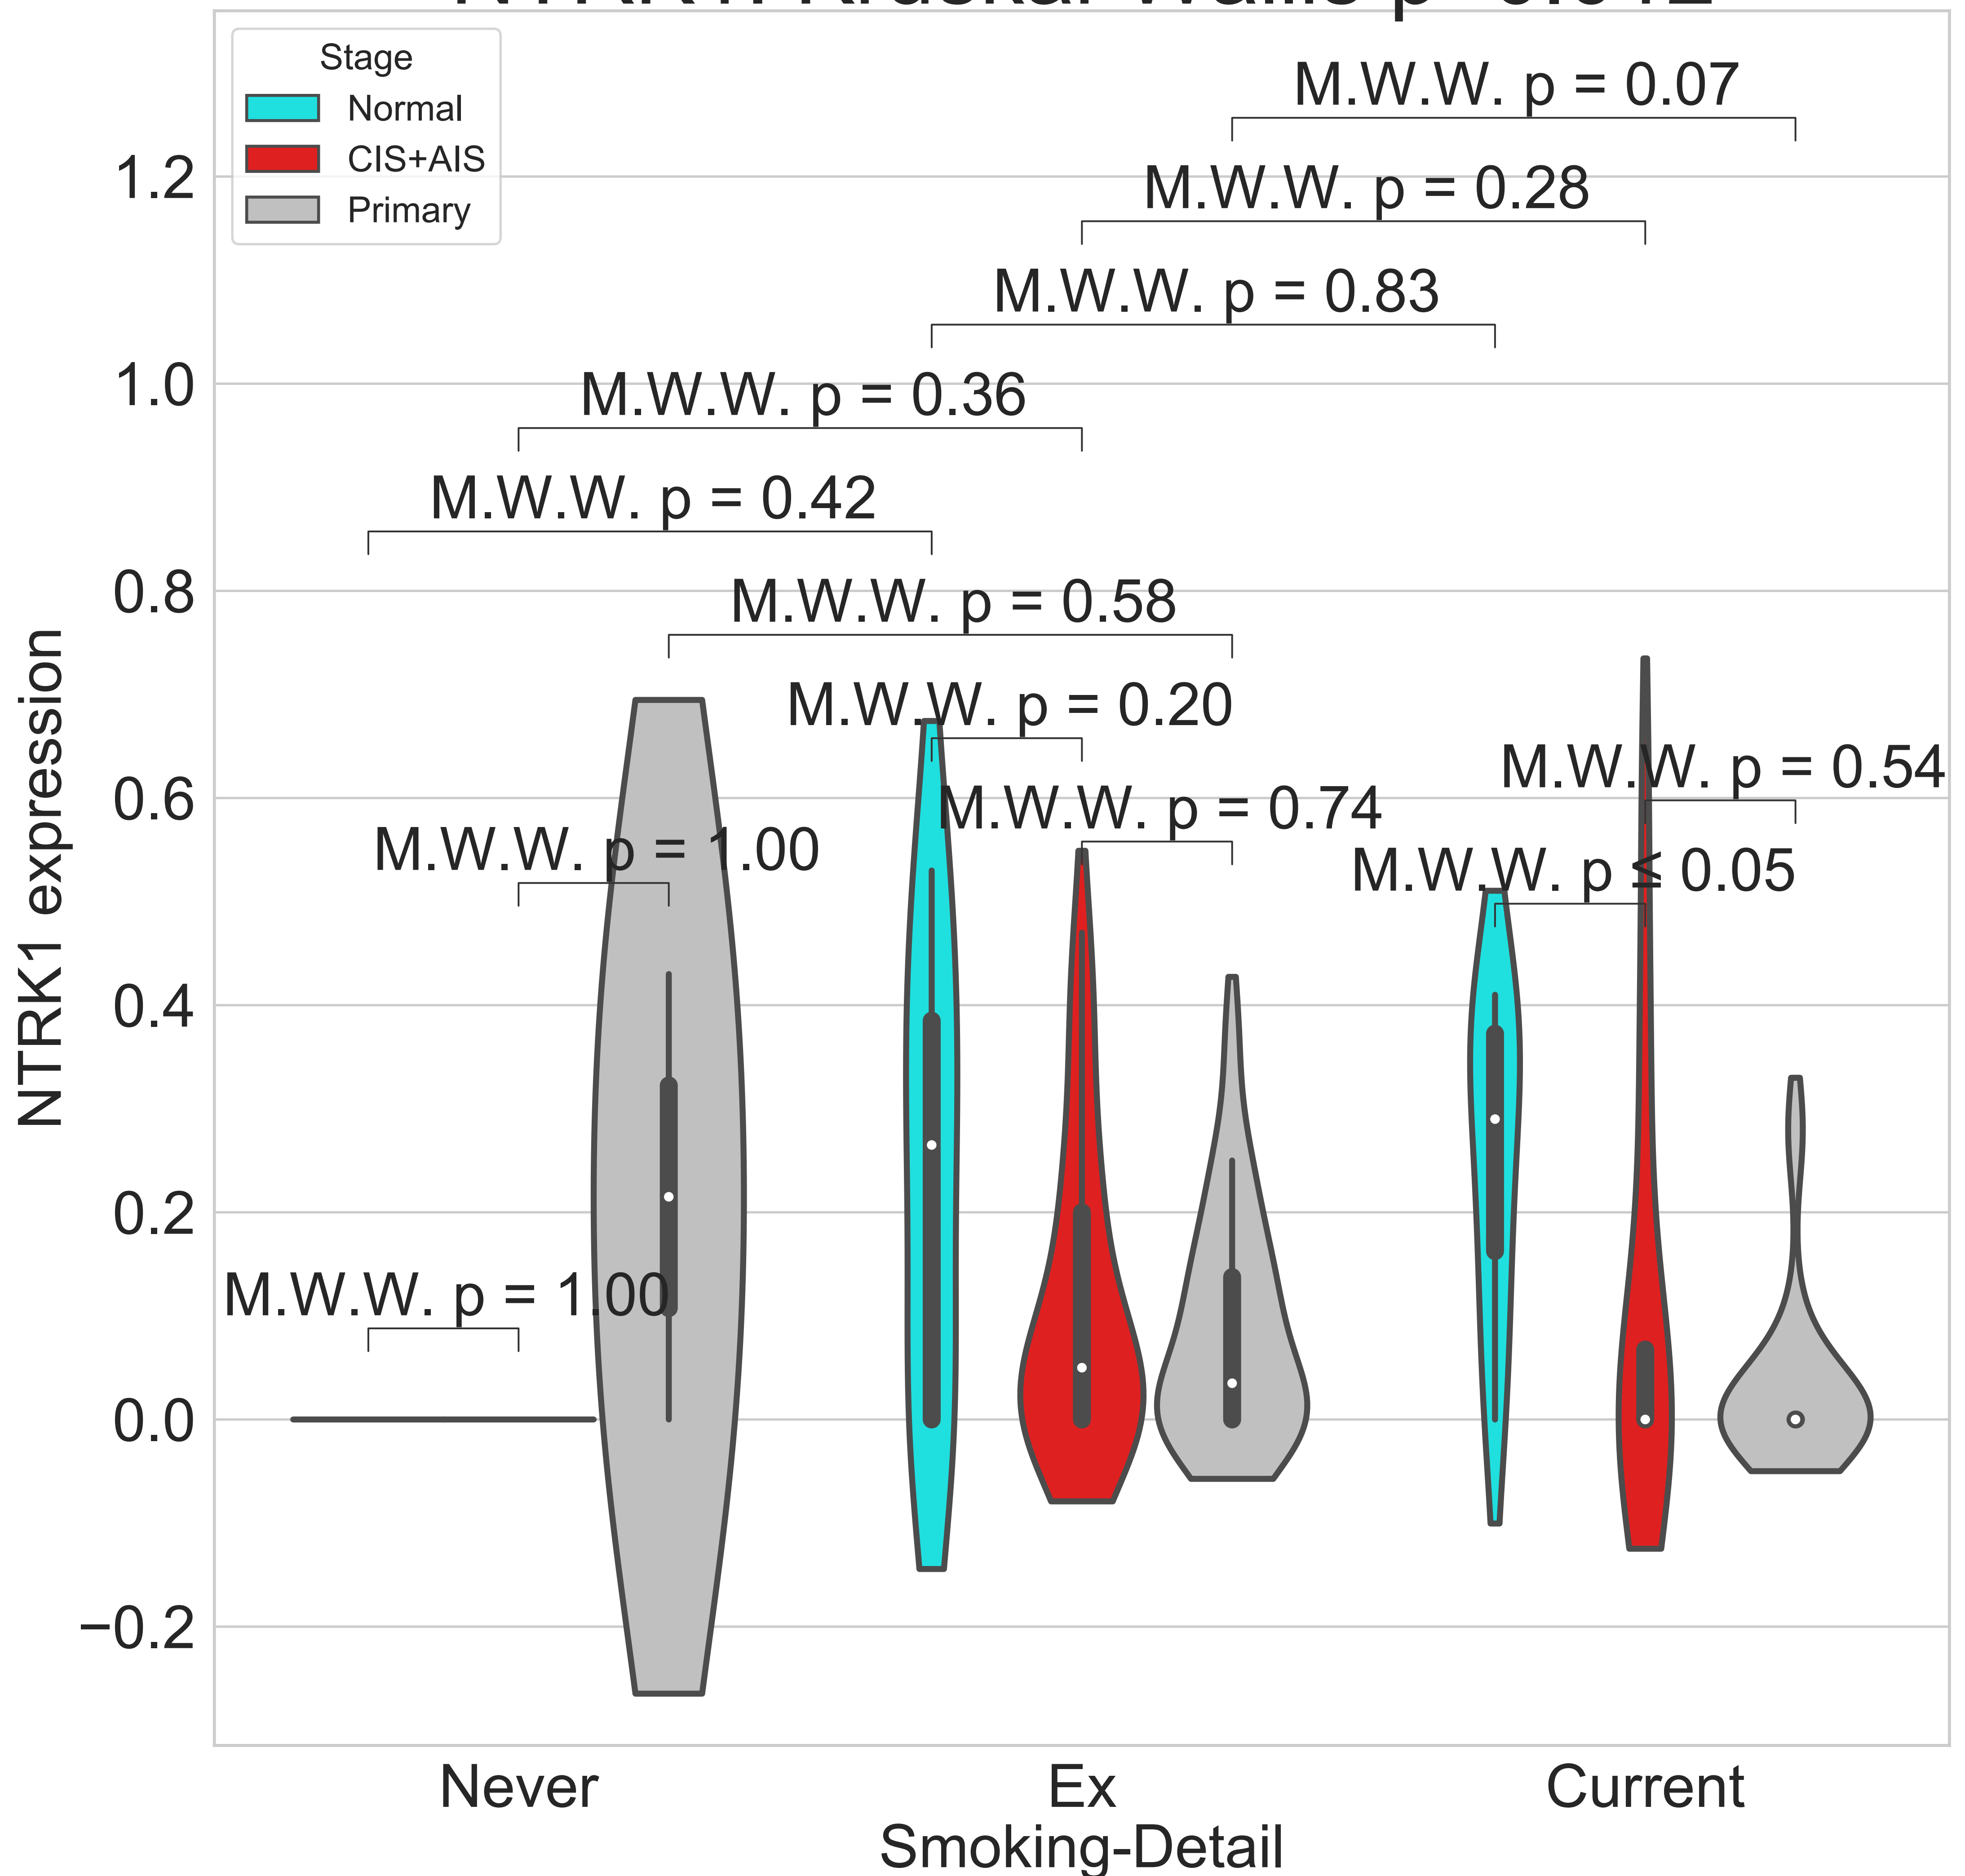 Stage
Normal
CIS+AIS
Primary
M.W.W. p = 0.07
M.W.W. p = 0.28
M.W.W. p = 0.83
M.W.W. p = 0.36
M.W.W. p = 0.42
M.W.W. p = 0.58
M.W.W. p = 0.20
M.W.W. p = 0.54
M.W.W. p = 0.74
M.W.W. p = 1.00
M.W.W. p ≤ 0.05
M.W.W. p = 1.00
1.2
1.0
0.8
0.6
0.4
0.2
0.0
−0.2
NTRK1 expression
Never
Ex
Current
Smoking-Detail